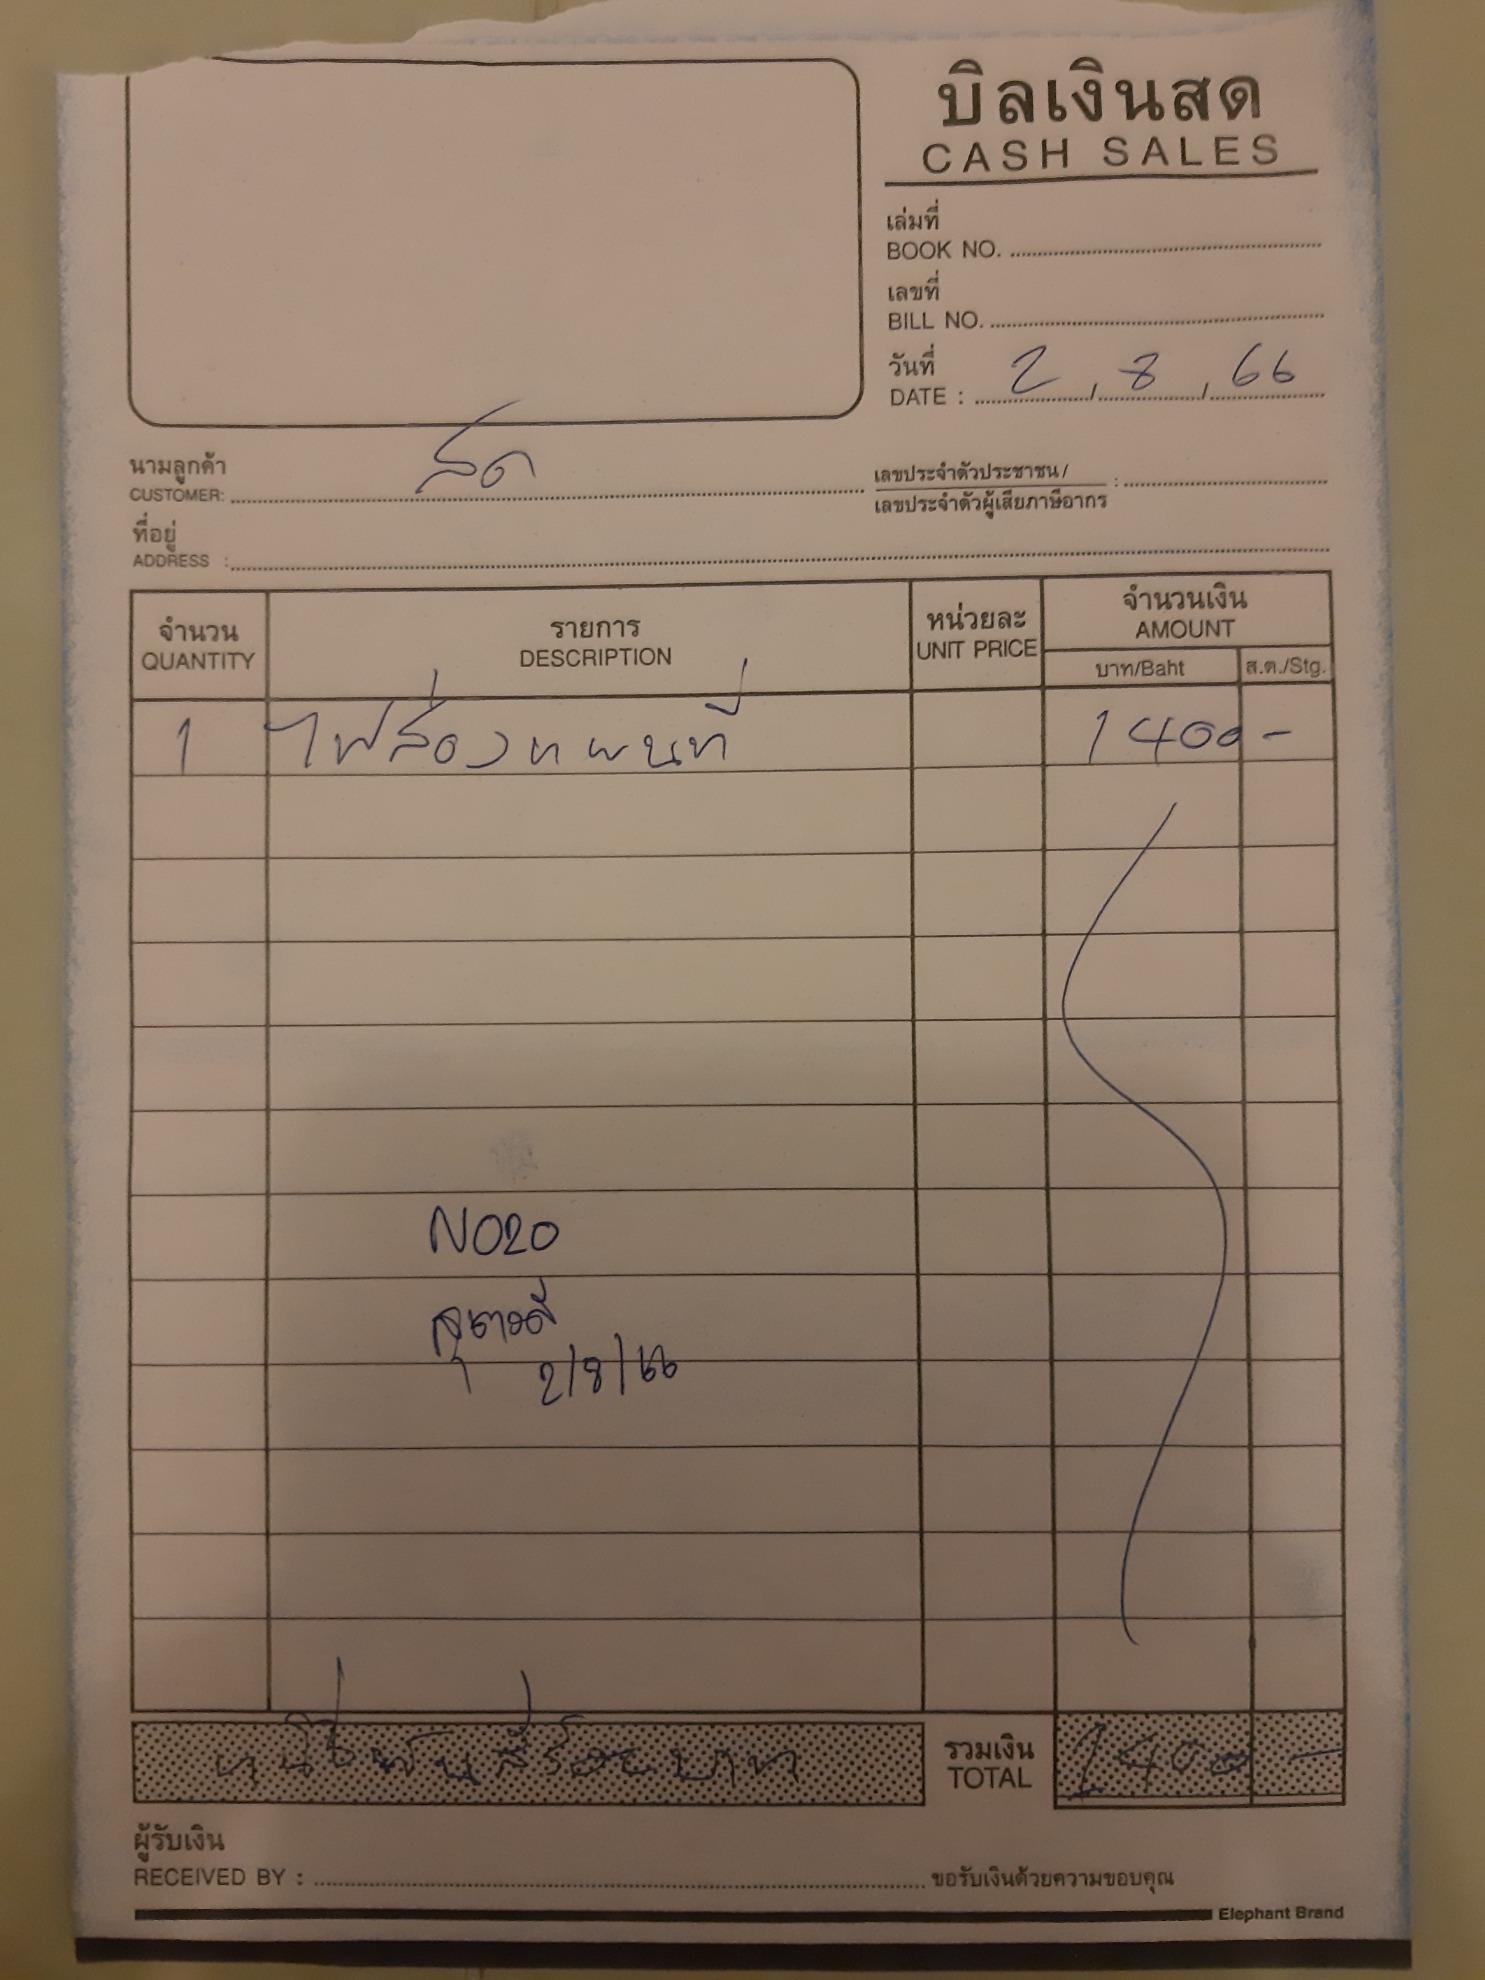 บิลเงินสด
CASH SALES
เล่มที่
BOOK NO.
เลขที่
BILL NO.
วันที่
DATE : 2 / 8 / 66
นามลูกค้า
CUSTOMER: สด
เลขประจำตัวประชาชน /
เลขประจำตัวผู้เสียภาษีอากร :
ที่อยู่
ADDRESS :
จำนวน
QUANTITY
รายการ
DESCRIPTION
หน่วยละ
UNIT PRICE
จำนวนเงิน
AMOUNT
บาท/Baht ส.ต./Stg.
1 ไฟส่อง 1400 -
NO20
2/8/66
หนึ่งพันสี่ร้อยบาท
รวมเงิน
TOTAL
1400 -
ผู้รับเงิน
RECEIVED BY :
ขอรับเงินด้วยความขอบคุณ
Elephant Brand